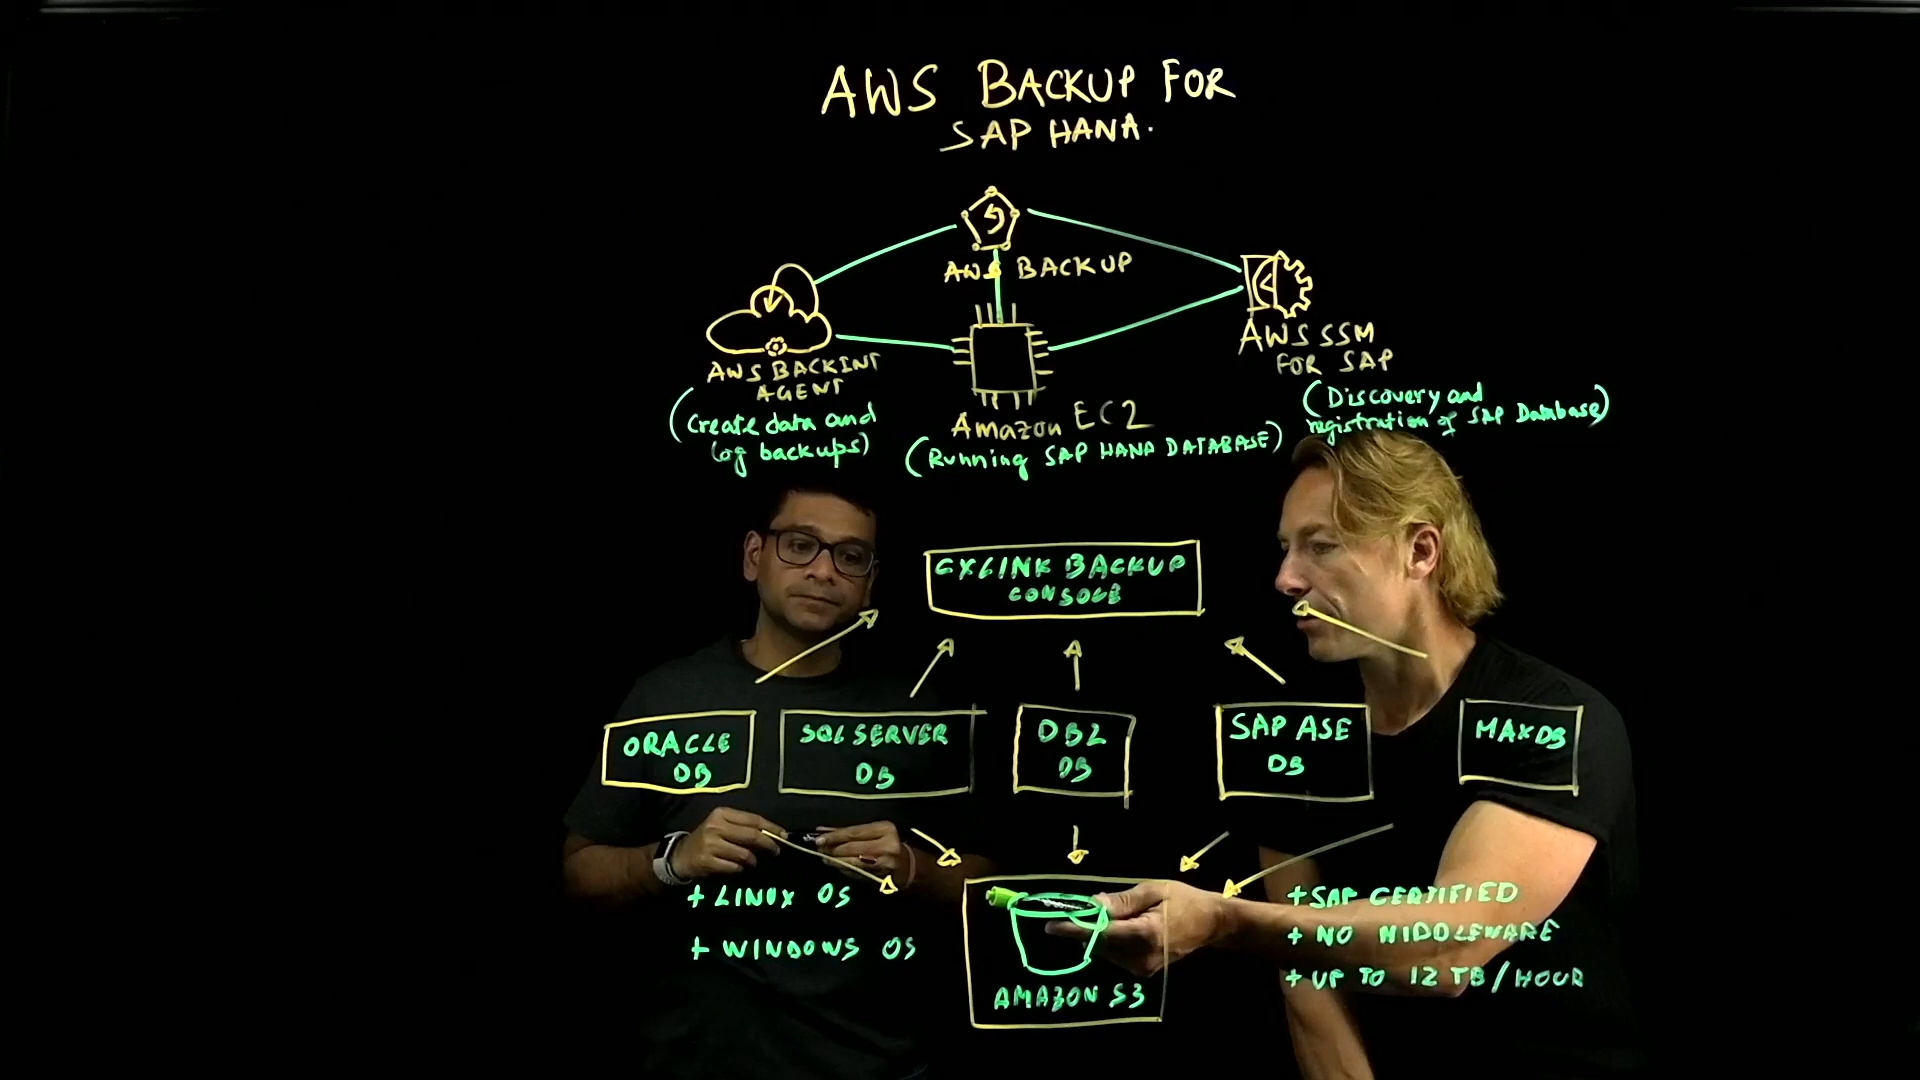 AWS BACKUP FOR
SAP HANA.
AWS BACKUP
AWS BACKINT
AGENT
(Create data and
log backups)
Amazon EC2
(Running SAP HANA DATABASE)
AWS SSM
FOR SAP
(Discovery and
registration of SAP Database)
CXLINK BACKUP
CONSOLE
ORACLE
DB
SQL SERVER
DB
DB2
DB
SAP ASE
DB
MAXDB
+ LINUX OS
+ WINDOWS OS
AMAZON S3
+ SAP CERTIFIED
+ NO MIDDLEWARE
+ UP TO 12 TB/HOUR